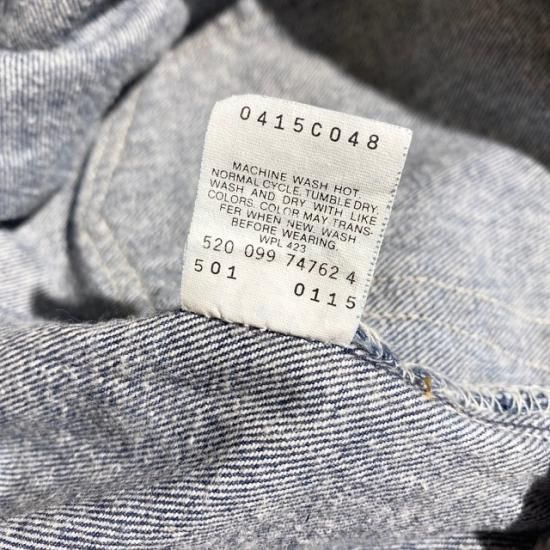 0415C048
MACHINE WASH HOT
NORMAL CYCLE. TUMBLE DRY.
WASH AND DRY WITH LIKE
COLORS. COLOR MAY TRANS-
FER WHEN NEW. WASH
BEFORE WEARING.
WPL 423
520 099 74762 4
501 0115